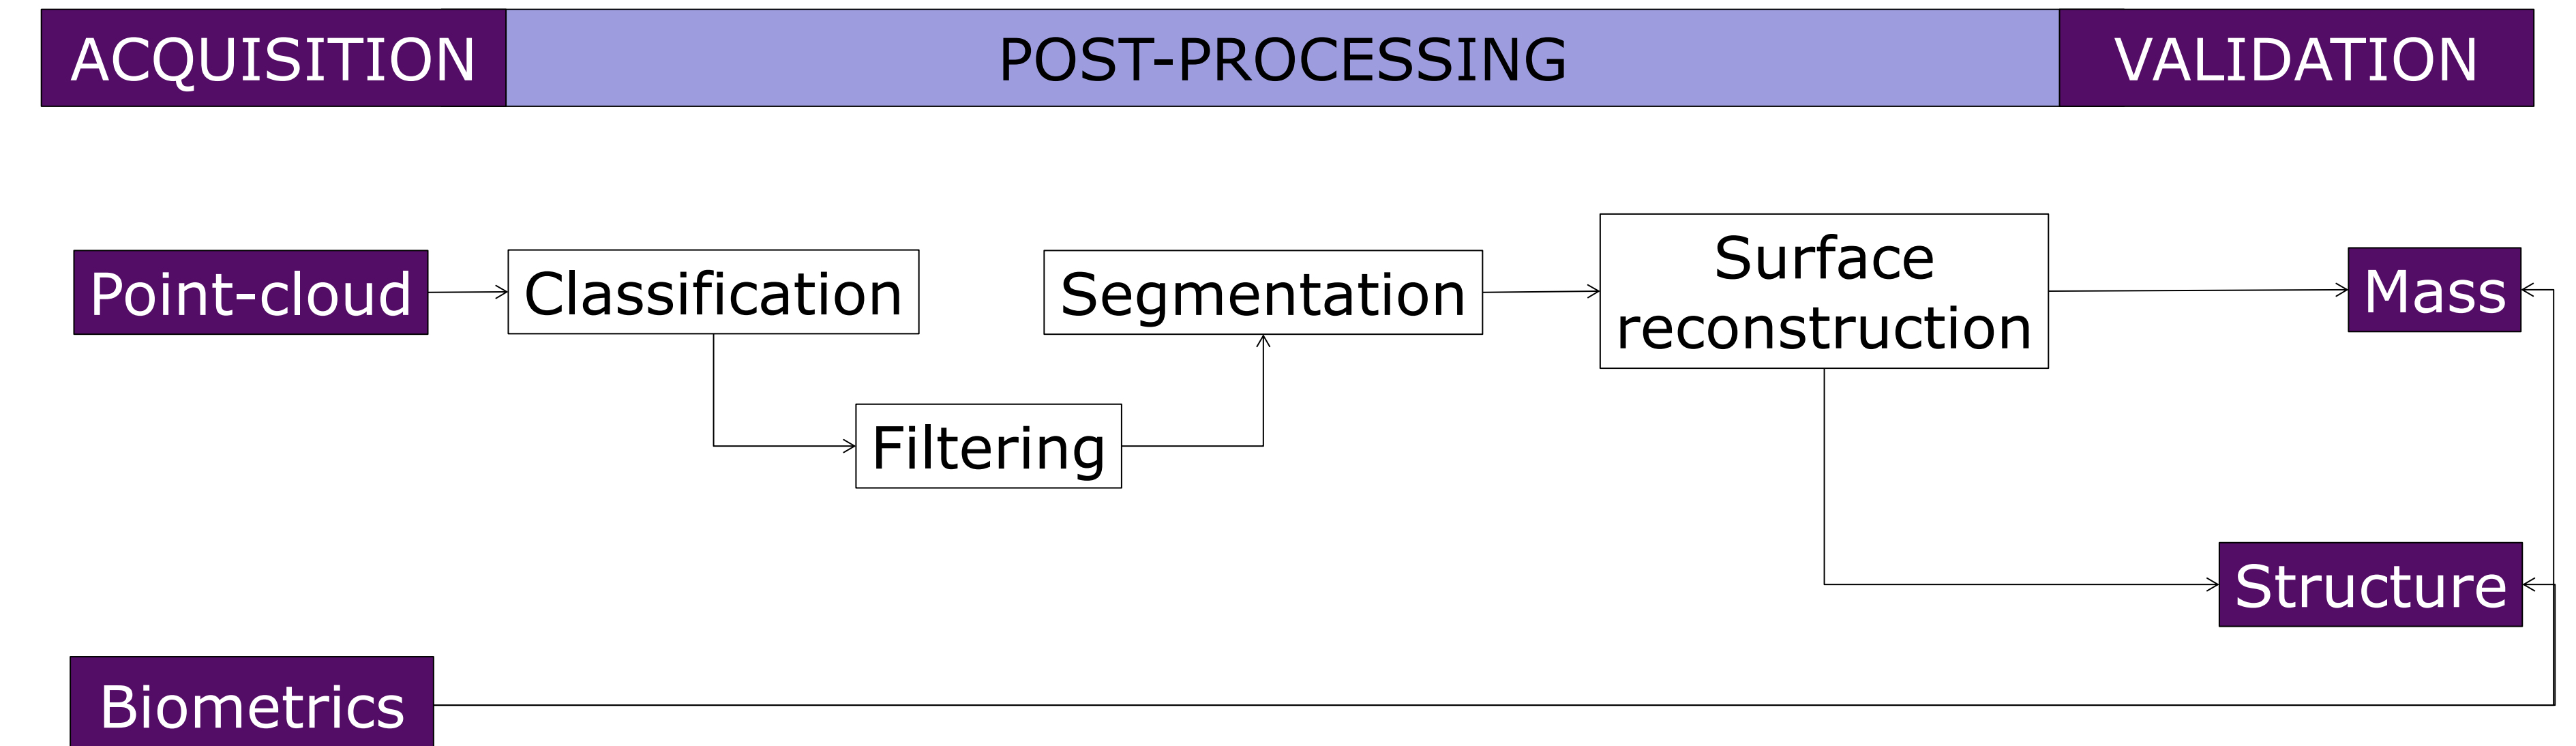 ACQUISITION
POST-PROCESSING
VALIDATION
Point-cloud
Classification
Segmentation
Surface
reconstruction
Mass
Filtering
Structure
Biometrics